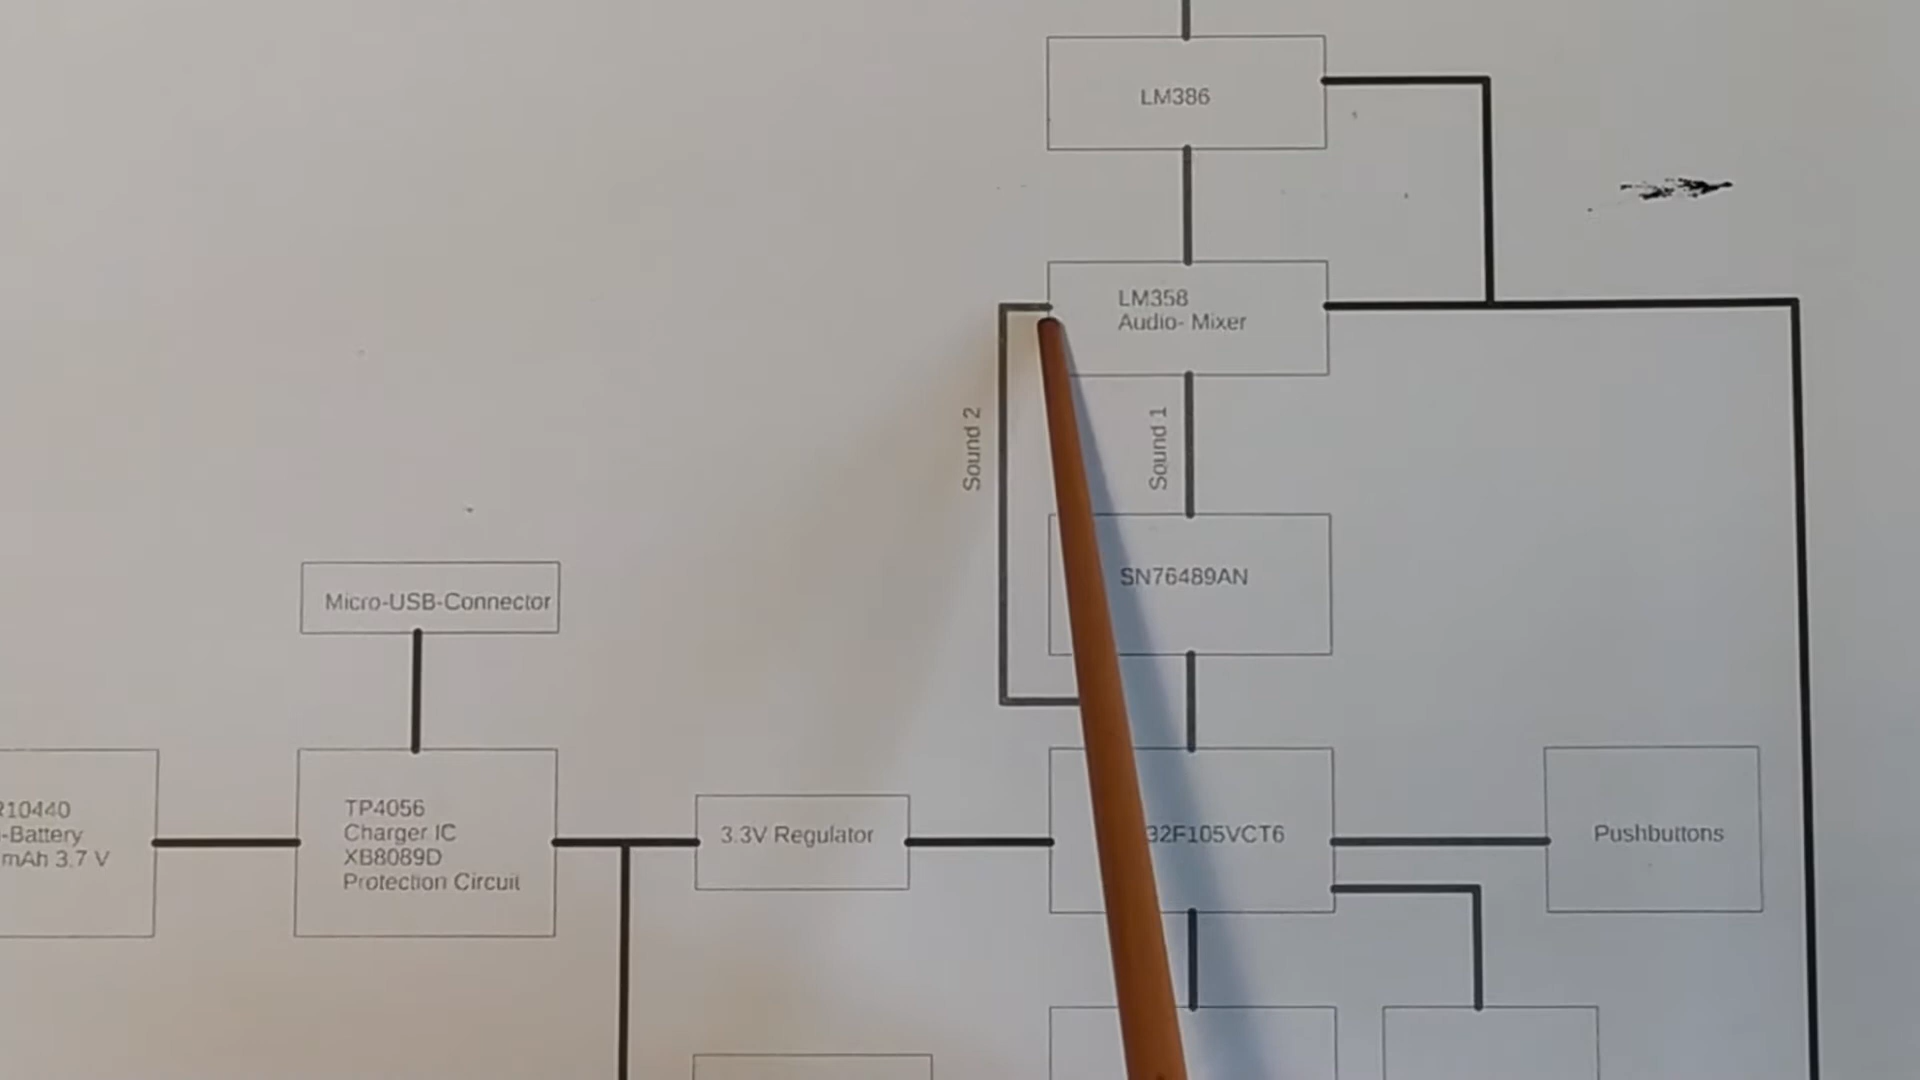 LM386
LM358
Audio- Mixer
Sound 2
Sound 1
SN76489AN
Micro-USB-Connector
10440
-Battery
mAh 3.7 V
TP4056
Charger IC
XB8089D
Protection Circuit
3.3V Regulator
32F105VCT6
Pushbuttons